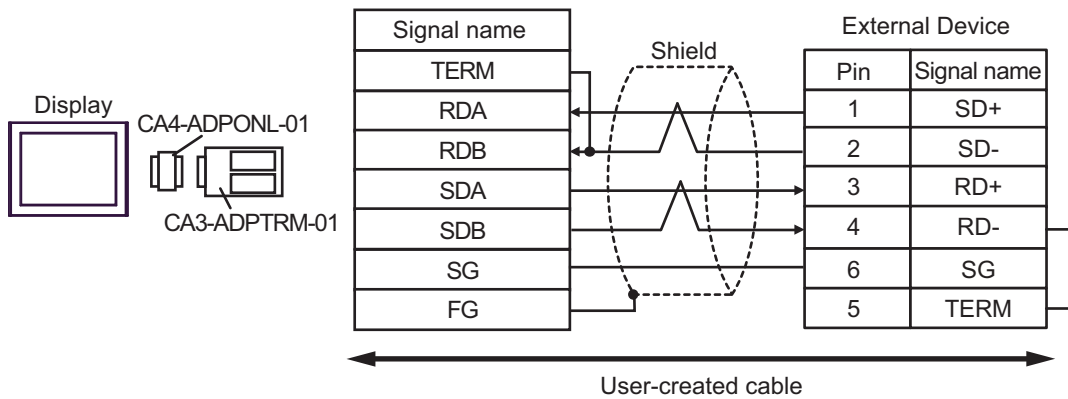 Display
CA4-ADPONL-01
CA3-ADPTRM-01
Signal name
TERM
RDA
RDB
SDA
SDB
SG
FG
Shield
External Device
Pin Signal name
1 SD+
2 SD-
3 RD+
4 RD-
6 SG
5 TERM
User-created cable